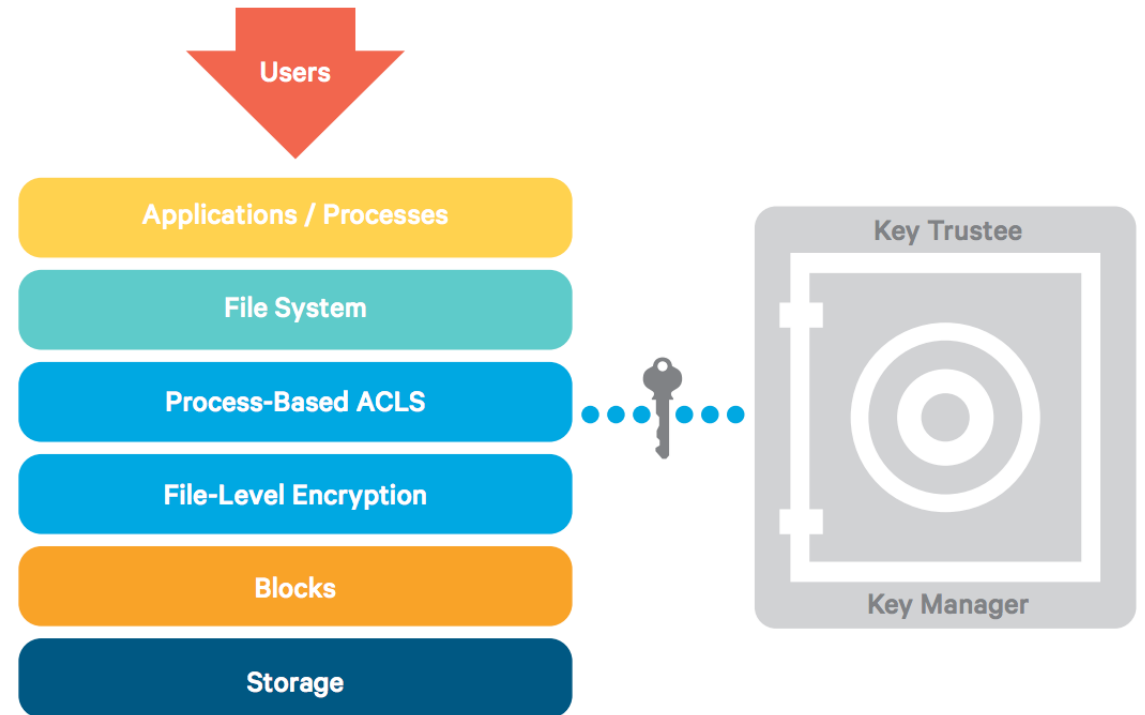 Users
Applications / Processes
Key Trustee
File System
Process-Based ACLS
File-Level Encryption
Blocks
Key Manager
Storage